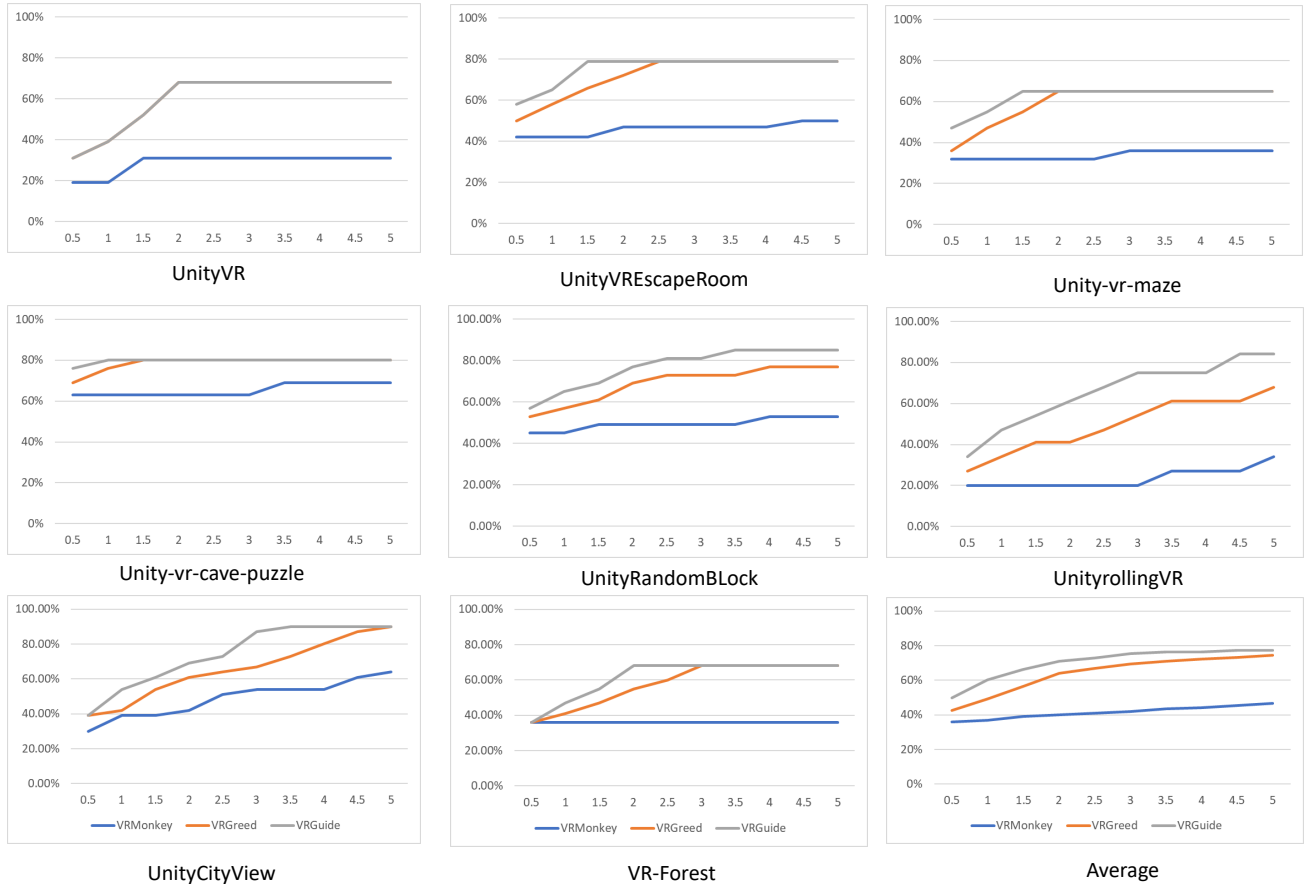 100%
80%
60%
40%
20%
0%
0.5 1 1.5 2 2.5 3 3.5 4 4.5 5
UnityVR
100%
80%
60%
40%
20%
0%
0.5 1 1.5 2 2.5 3 3.5 4 4.5 5
UnityVREscapeRoom
100%
80%
60%
40%
20%
0%
0.5 1 1.5 2 2.5 3 3.5 4 4.5 5
Unity-vr-maze
100%
80%
60%
40%
20%
0%
0.5 1 1.5 2 2.5 3 3.5 4 4.5 5
Unity-vr-cave-puzzle
100.00%
80.00%
60.00%
40.00%
20.00%
0.00%
0.5 1 1.5 2 2.5 3 3.5 4 4.5 5
UnityRandomBLock
100.00%
80.00%
60.00%
40.00%
20.00%
0.00%
0.5 1 1.5 2 2.5 3 3.5 4 4.5 5
UnityrollingVR
100.00%
80.00%
60.00%
40.00%
20.00%
0.00%
0.5 1 1.5 2 2.5 3 3.5 4 4.5 5
VRMonkey VRGreed VRGuide
UnityCityView
100.00%
80.00%
60.00%
40.00%
20.00%
0.00%
0.5 1 1.5 2 2.5 3 3.5 4 4.5 5
VRMonkey VRGreed VRGuide
VR-Forest
100%
80%
60%
40%
20%
0%
0.5 1 1.5 2 2.5 3 3.5 4 4.5 5
VRMonkey VRGreed VRGuide
Average